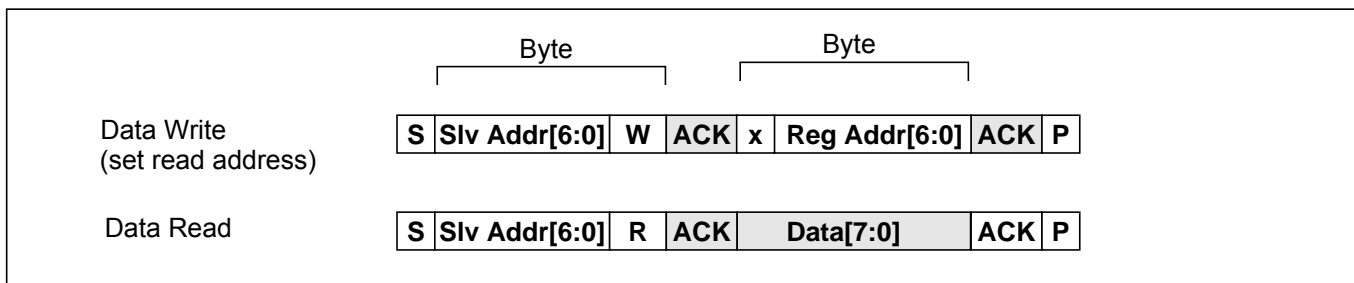 Byte Byte
Data Write S Slv Addr[6:0] W ACK x Reg Addr[6:0] ACK P
(set read address)
Data Read S Slv Addr[6:0] R ACK Data[7:0] ACK P